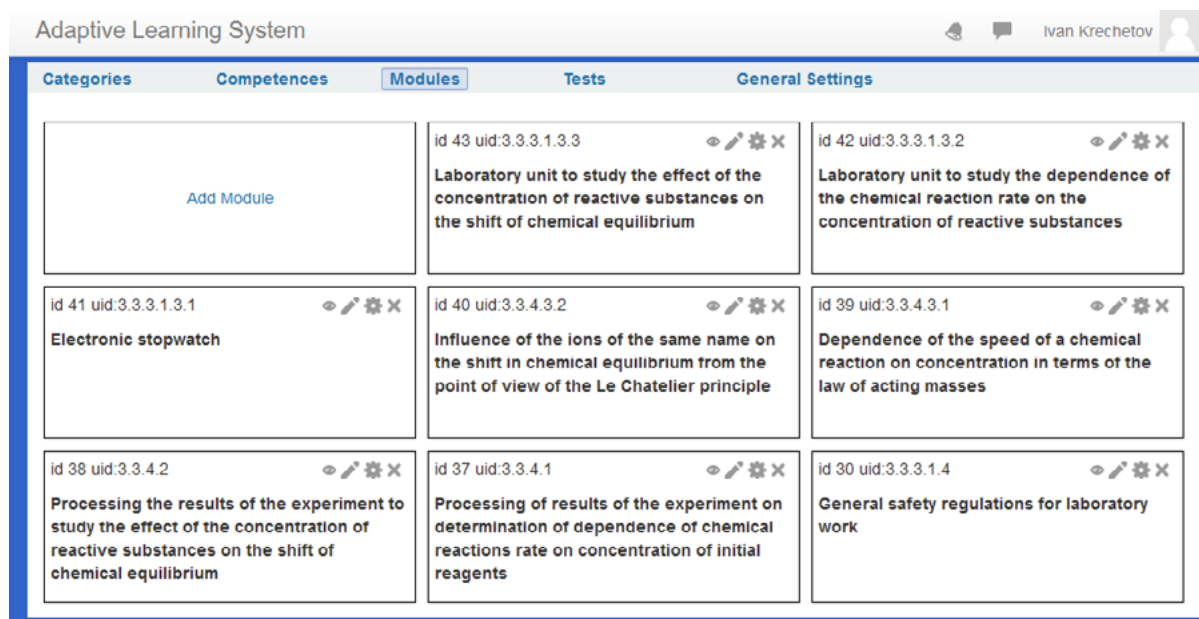 Adaptive Learning System
Ivan Krechetov
Categories Competences Modules Tests General Settings
Add Module
id 43 uid:3.3.3.1.3.3
Laboratory unit to study the effect of the
concentration of reactive substances on
the shift of chemical equilibrium
id 42 uid:3.3.3.1.3.2
Laboratory unit to study the dependence of
the chemical reaction rate on the
concentration of reactive substances
id 41 uid:3.3.3.1.3.1
Electronic stopwatch
id 40 uid:3.3.4.3.2
Influence of the ions of the same name on
the shift in chemical equilibrium from the
point of view of the Le Chatelier principle
id 39 uid:3.3.4.3.1
Dependence of the speed of a chemical
reaction on concentration in terms of the
law of acting masses
id 38 uid:3.3.4.2
Processing the results of the experiment to
study the effect of the concentration of
reactive substances on the shift of
chemical equilibrium
id 37 uid:3.3.4.1
Processing of results of the experiment on
determination of dependence of chemical
reactions rate on concentration of initial
reagents
id 30 uid:3.3.3.1.4
General safety regulations for laboratory
work